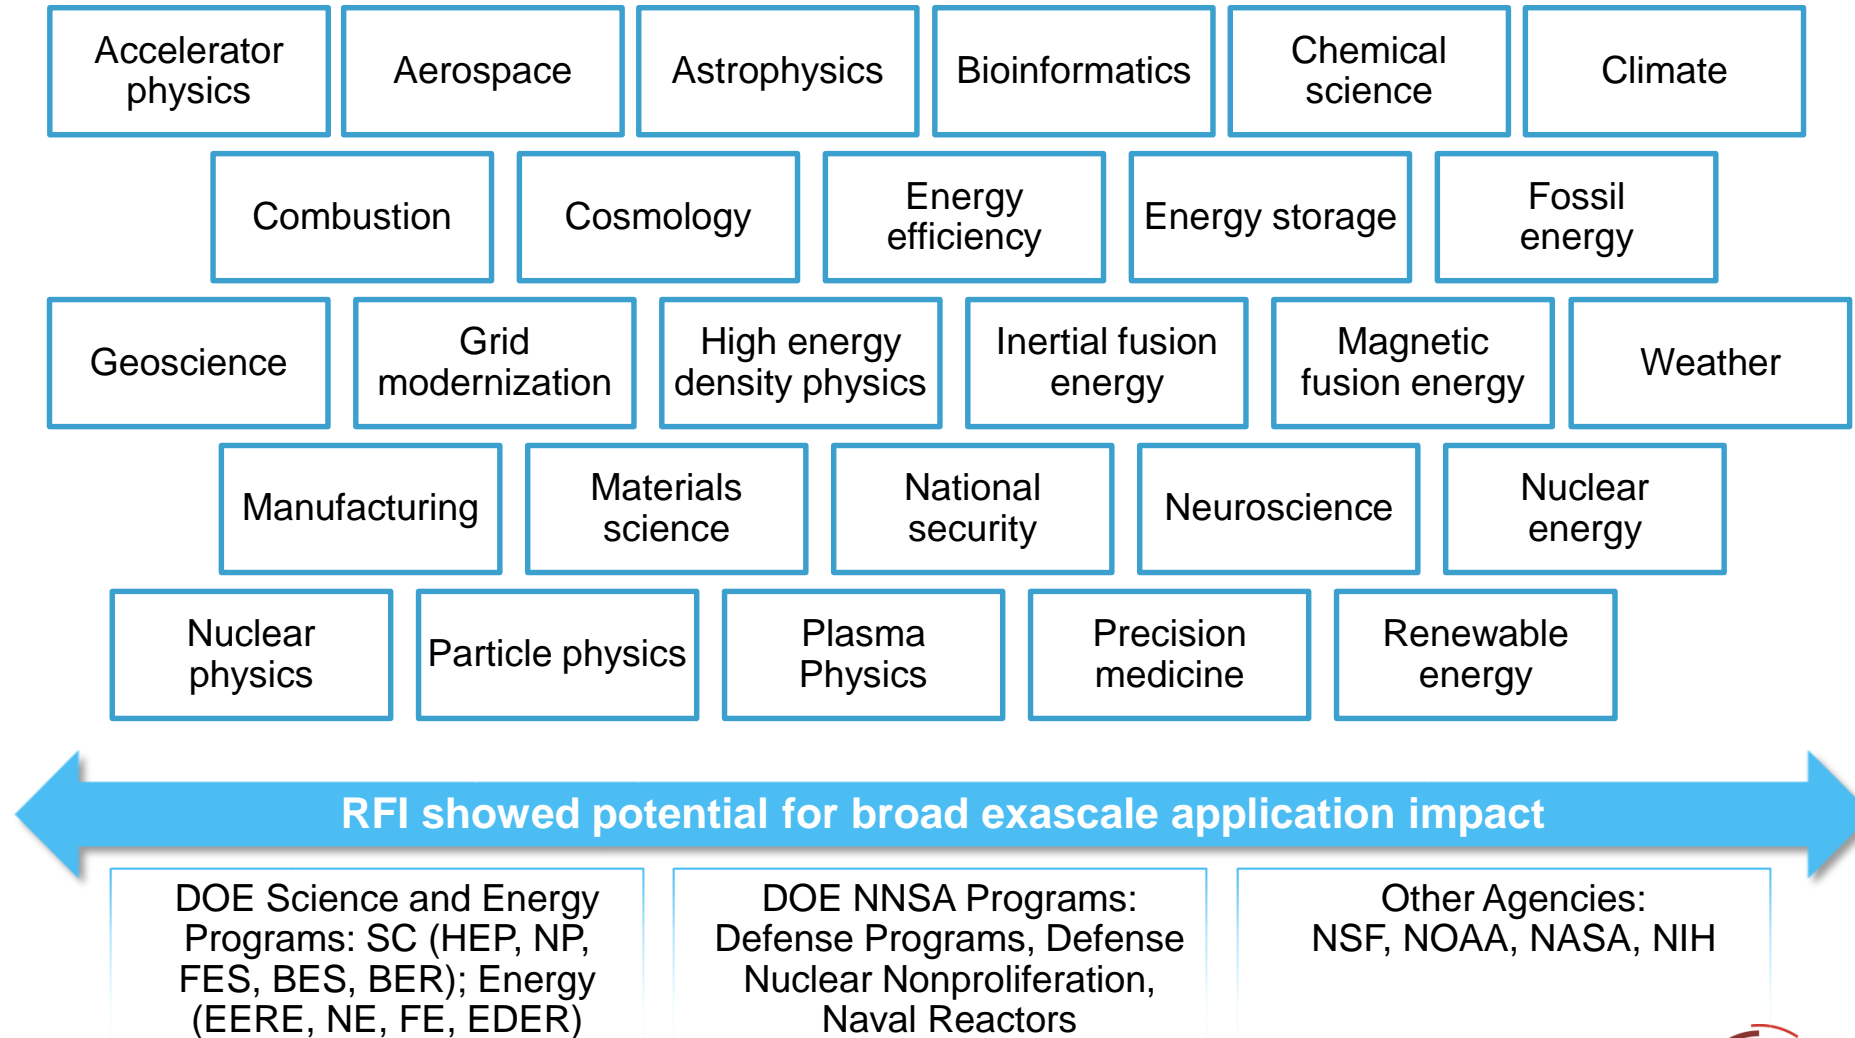 Accelerator
physics
Aerospace
Astrophysics
Bioinformatics
Chemical
science
Climate
Combustion
Cosmology
Energy
efficiency
Energy storage
Fossil
energy
Geoscience
Grid
modernization
High energy
density physics
Inertial fusion
energy
Magnetic
fusion energy
Weather
Manufacturing
Materials
science
National
security
Neuroscience
Nuclear
energy
Nuclear
physics
Particle physics
Plasma
Physics
Precision
medicine
Renewable
energy
RFI showed potential for broad exascale application impact
DOE Science and Energy
Programs: SC (HEP, NP,
FES, BES, BER); Energy
(EERE, NE, FE, EDER)
DOE NNSA Programs:
Defense Programs, Defense
Nuclear Nonproliferation,
Naval Reactors
Other Agencies:
NSF, NOAA, NASA, NIH